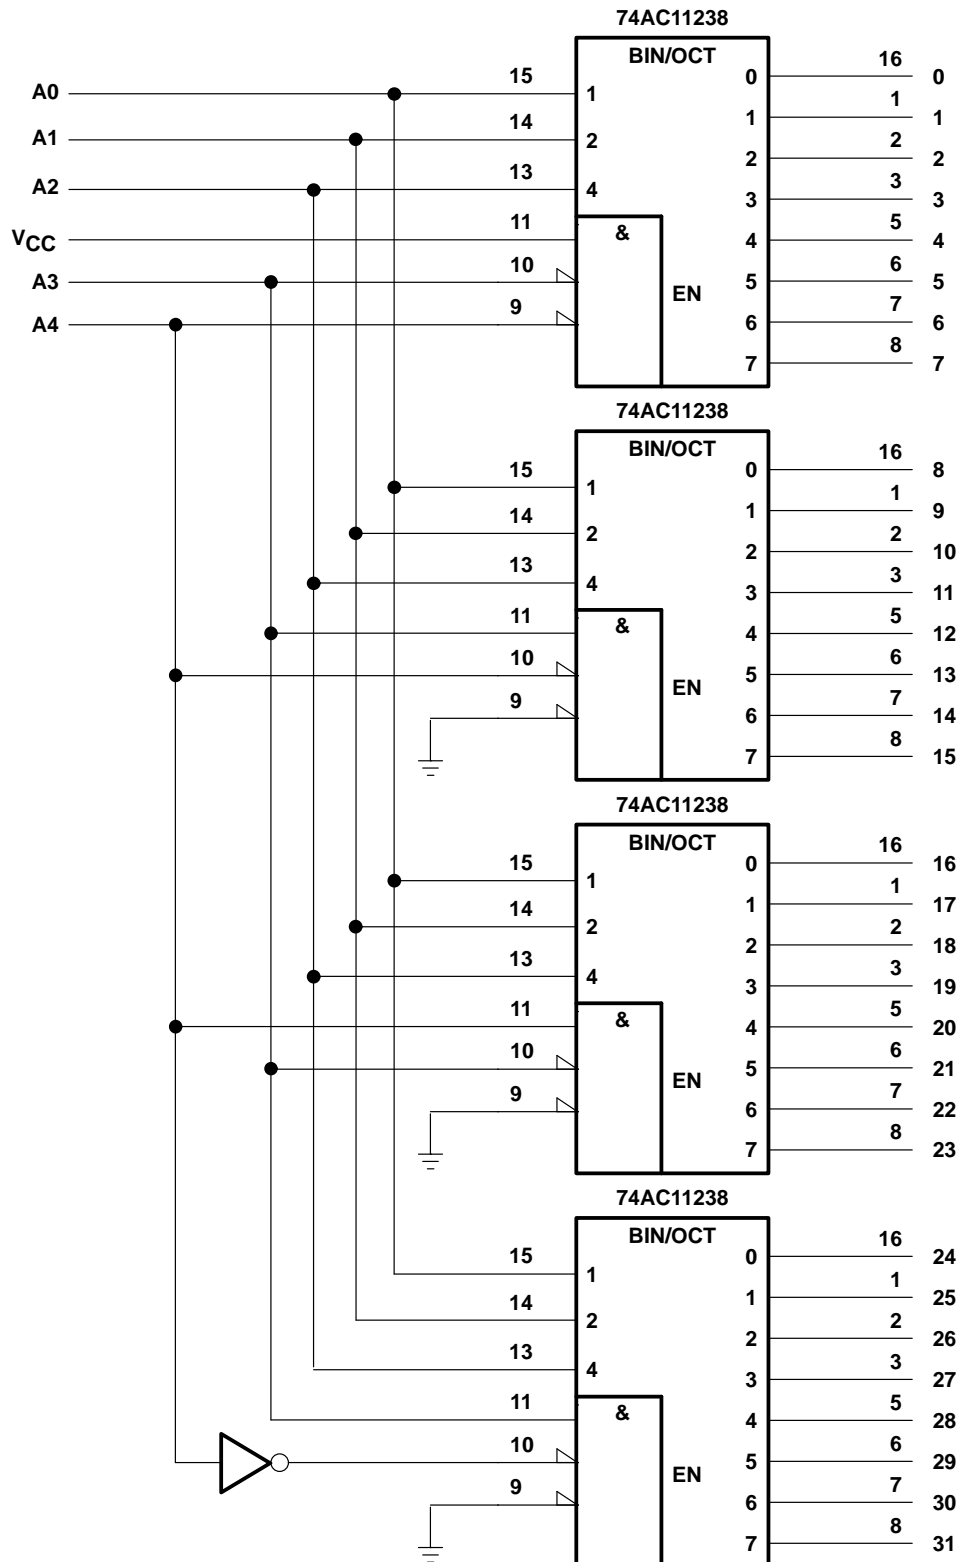 74AC11238
BIN/OCT
A0 15 1 0 16 0
A1 14 2 1 1 1
A2 13 4 2 2 2
VCC 11 & 3 3 3
A3 10 4 5 4
A4 9 EN 5 6 5
6 7 6
7 8 7
74AC11238
BIN/OCT
15 1 0 16 8
14 2 1 1 9
13 4 2 2 10
11 & 3 3 11
10 4 5 12
9 EN 5 6 13
6 7 14
7 8 15
74AC11238
BIN/OCT
15 1 0 16 16
14 2 1 1 17
13 4 2 2 18
11 & 3 3 19
10 4 5 20
9 EN 5 6 21
6 7 22
7 8 23
74AC11238
BIN/OCT
15 1 0 16 24
14 2 1 1 25
13 4 2 2 26
11 & 3 3 27
10 4 5 28
9 EN 5 6 29
6 7 30
7 8 31